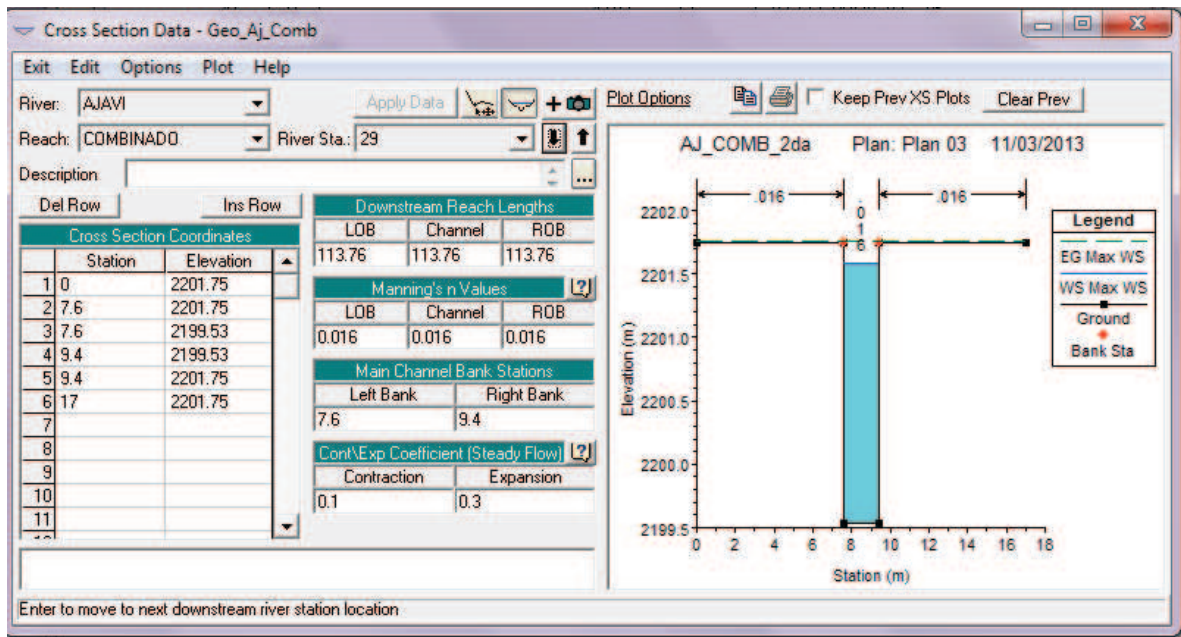 Cross Section Data - Geo_Aj_Comb
Exit Edit Options Plot Help
River: AJAVI
Apply Data
Reach: COMBINADO River Sta.: 29
Description
...
Del Row Ins Row
Cross Section Coordinates
Station Elevation
1 0 2201.75
2 7.6 2201.75
3 7.6 2199.53
4 9.4 2199.53
5 9.4 2201.75
6 17 2201.75
7
8
9
10
11
Downstream Reach Lengths
LOB Channel ROB
113.76 113.76 113.76
Manning's n Values
LOB Channel ROB
0.016 0.016 0.016
Main Channel Bank Stations
Left Bank Right Bank
7.6 9.4
Cont\Exp Coefficient (Steady Flow)
Contraction Expansion
0.1 0.3
Enter to move to next downstream river station location
Plot Options Keep Prev XS Plots Clear Prev
AJ_COMB_2da Plan: Plan 03 11/03/2013
.016 .016 .016
2202.0
2201.5
2201.0
2200.5
2200.0
2199.5
Elevation (m)
0 2 4 6 8 10 12 14 16 18
Station (m)
Legend
EG Max WS
WS Max WS
Ground
Bank Sta